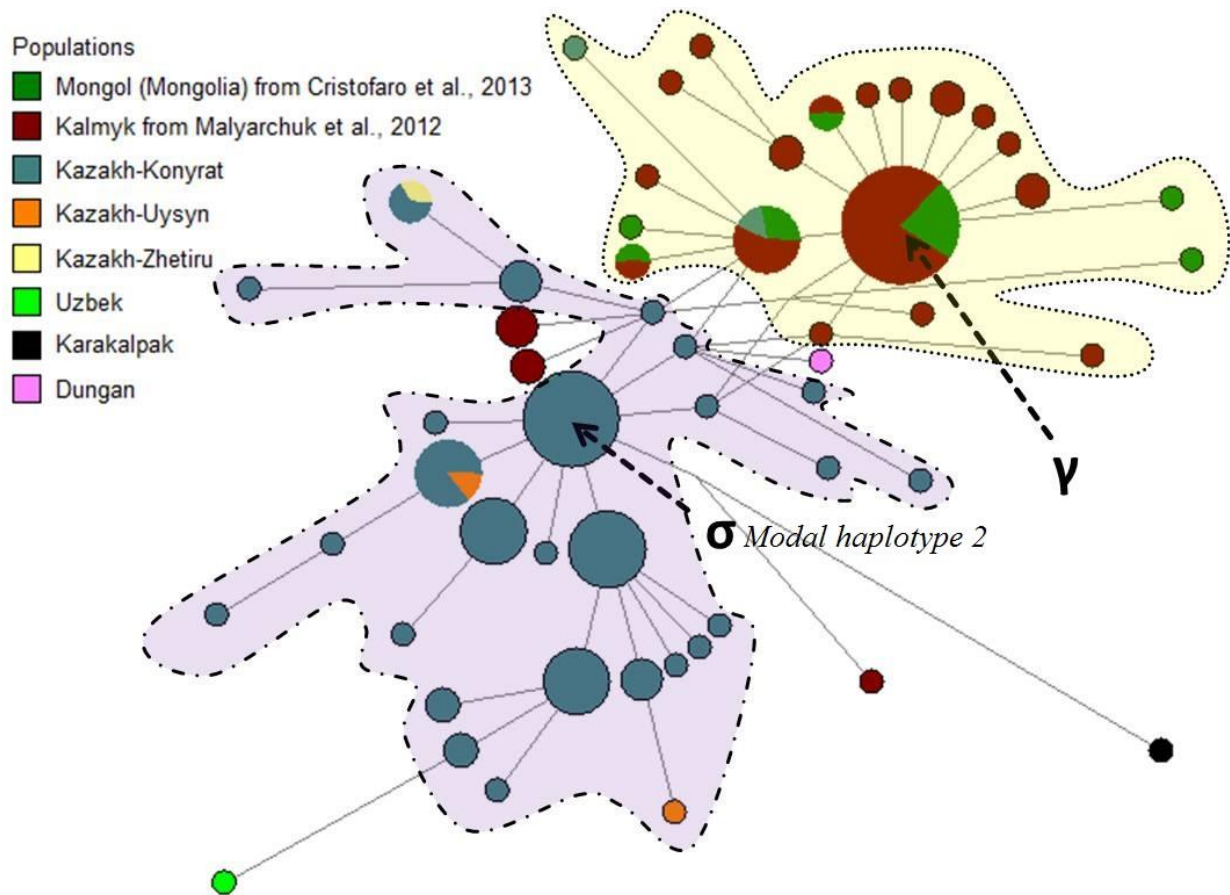 Populations
Mongol (Mongolia) from Cristofaro et al., 2013
Kalmyk from Malyarchuk et al., 2012
Kazakh-Konyrat
Kazakh-Uysyn
Kazakh-Zhetiru
Uzbek
Karakalpak
Dungan
γ
σ Modal haplotype 2